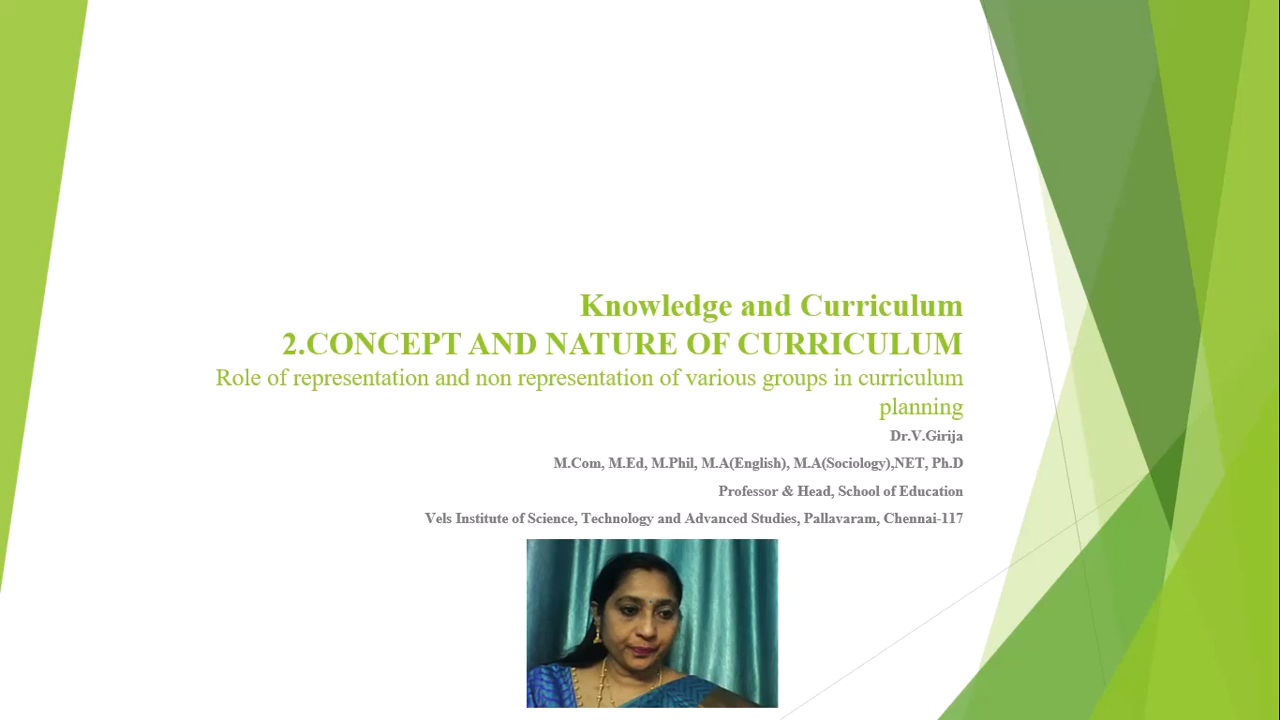 Knowledge and Curriculum
2.CONCEPT AND NATURE OF CURRICULUM
Role of representation and non representation of various groups in curriculum
planning
Dr.V.Girija
M.Com, M.Ed, M.Phil, M.A(English), M.A(Sociology),NET, Ph.D
Professor & Head, School of Education
Vels Institute of Science, Technology and Advanced Studies, Pallavaram, Chennai-117